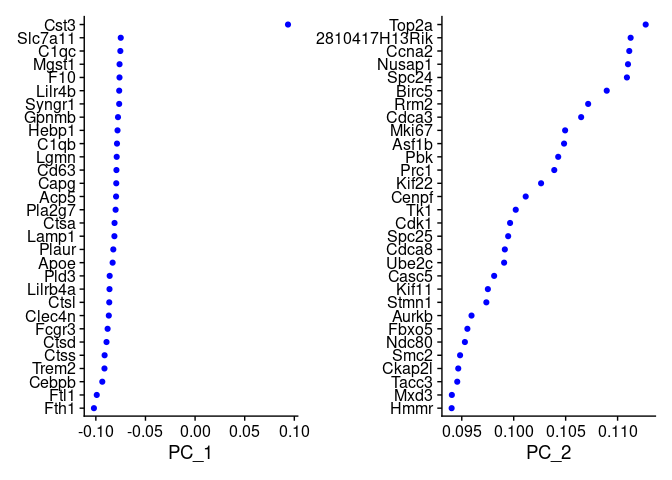 Cst3
Slc7a11
C1qc
Mgst1
F10
Lilr4b
Syngr1
Gpnmb
Hebp1
C1qb
Lgmn
Cd63
Capg
Acp5
Pla2g7
Ctsa
Lamp1
Plaur
Apoe
Pld3
Lilrb4a
Ctsl
Clec4n
Fcgr3
Ctsd
Ctss
Trem2
Cebpb
Ftl1
Fth1
-0.10 -0.05 0.00 0.05 0.10
PC_1
Top2a
2810417H13Rik
Ccna2
Nusap1
Spc24
Birc5
Rrm2
Cdca3
Mki67
Asf1b
Pbk
Prc1
Kif22
Cenpf
Tk1
Cdk1
Spc25
Cdca8
Ube2c
Casc5
Kif11
Stmn1
Aurkb
Fbxo5
Ndc80
Smc2
Ckap2l
Tacc3
Mxd3
Hmmr
0.095 0.100 0.105 0.110
PC_2